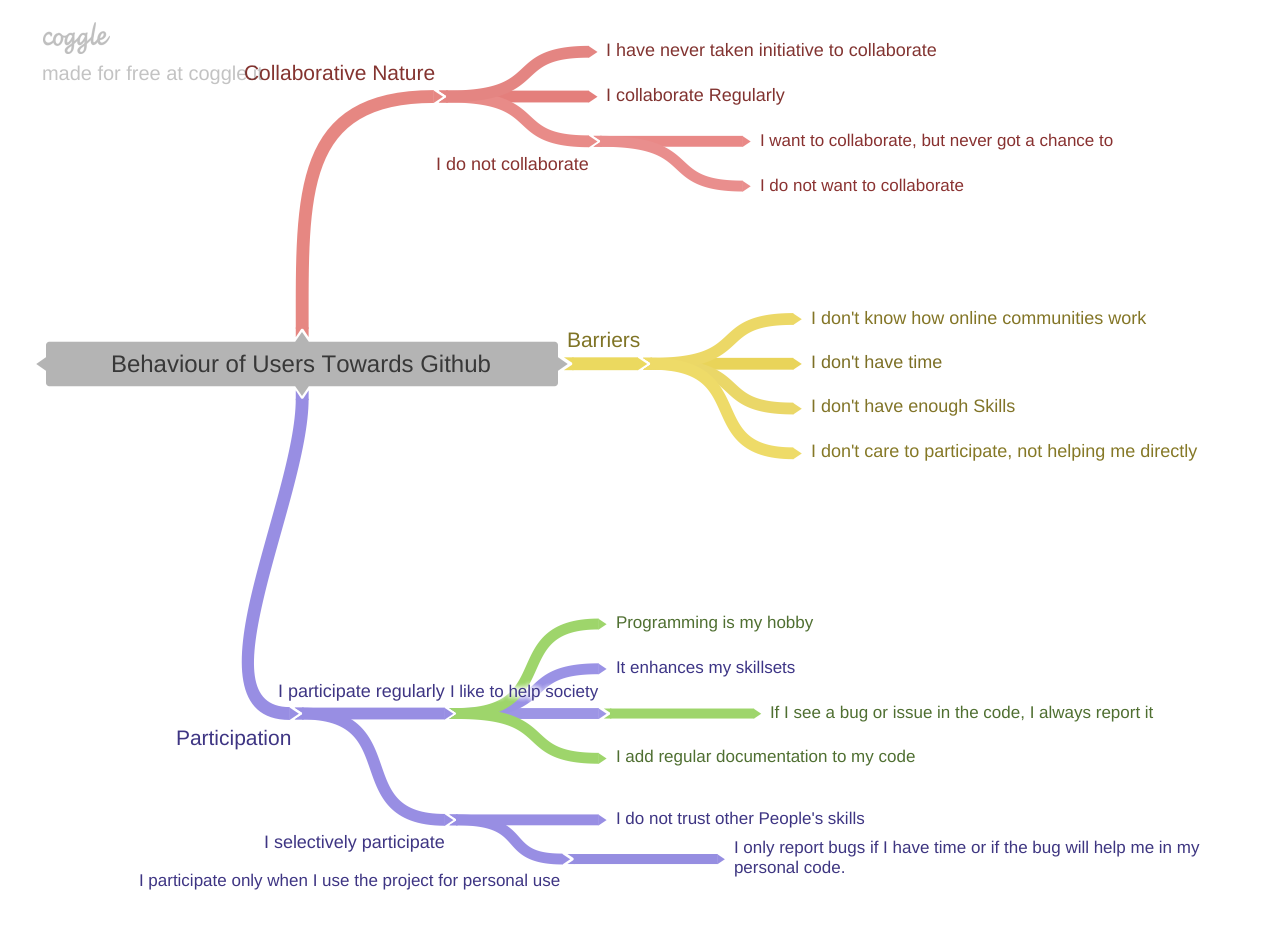 coggle
made for free at coggle.it
Collaborative Nature
I have never taken initiative to collaborate
I collaborate Regularly
I do not collaborate
I want to collaborate, but never got a chance to
I do not want to collaborate
Behaviour of Users Towards Github
Barriers
I don't know how online communities work
I don't have time
I don't have enough Skills
I don't care to participate, not helping me directly
Participation
I participate regularly
Programming is my hobby
It enhances my skillsets
I like to help society
If I see a bug or issue in the code, I always report it
I add regular documentation to my code
I selectively participate
I do not trust other People's skills
I participate only when I use the project for personal use
I only report bugs if I have time or if the bug will help me in my
personal code.